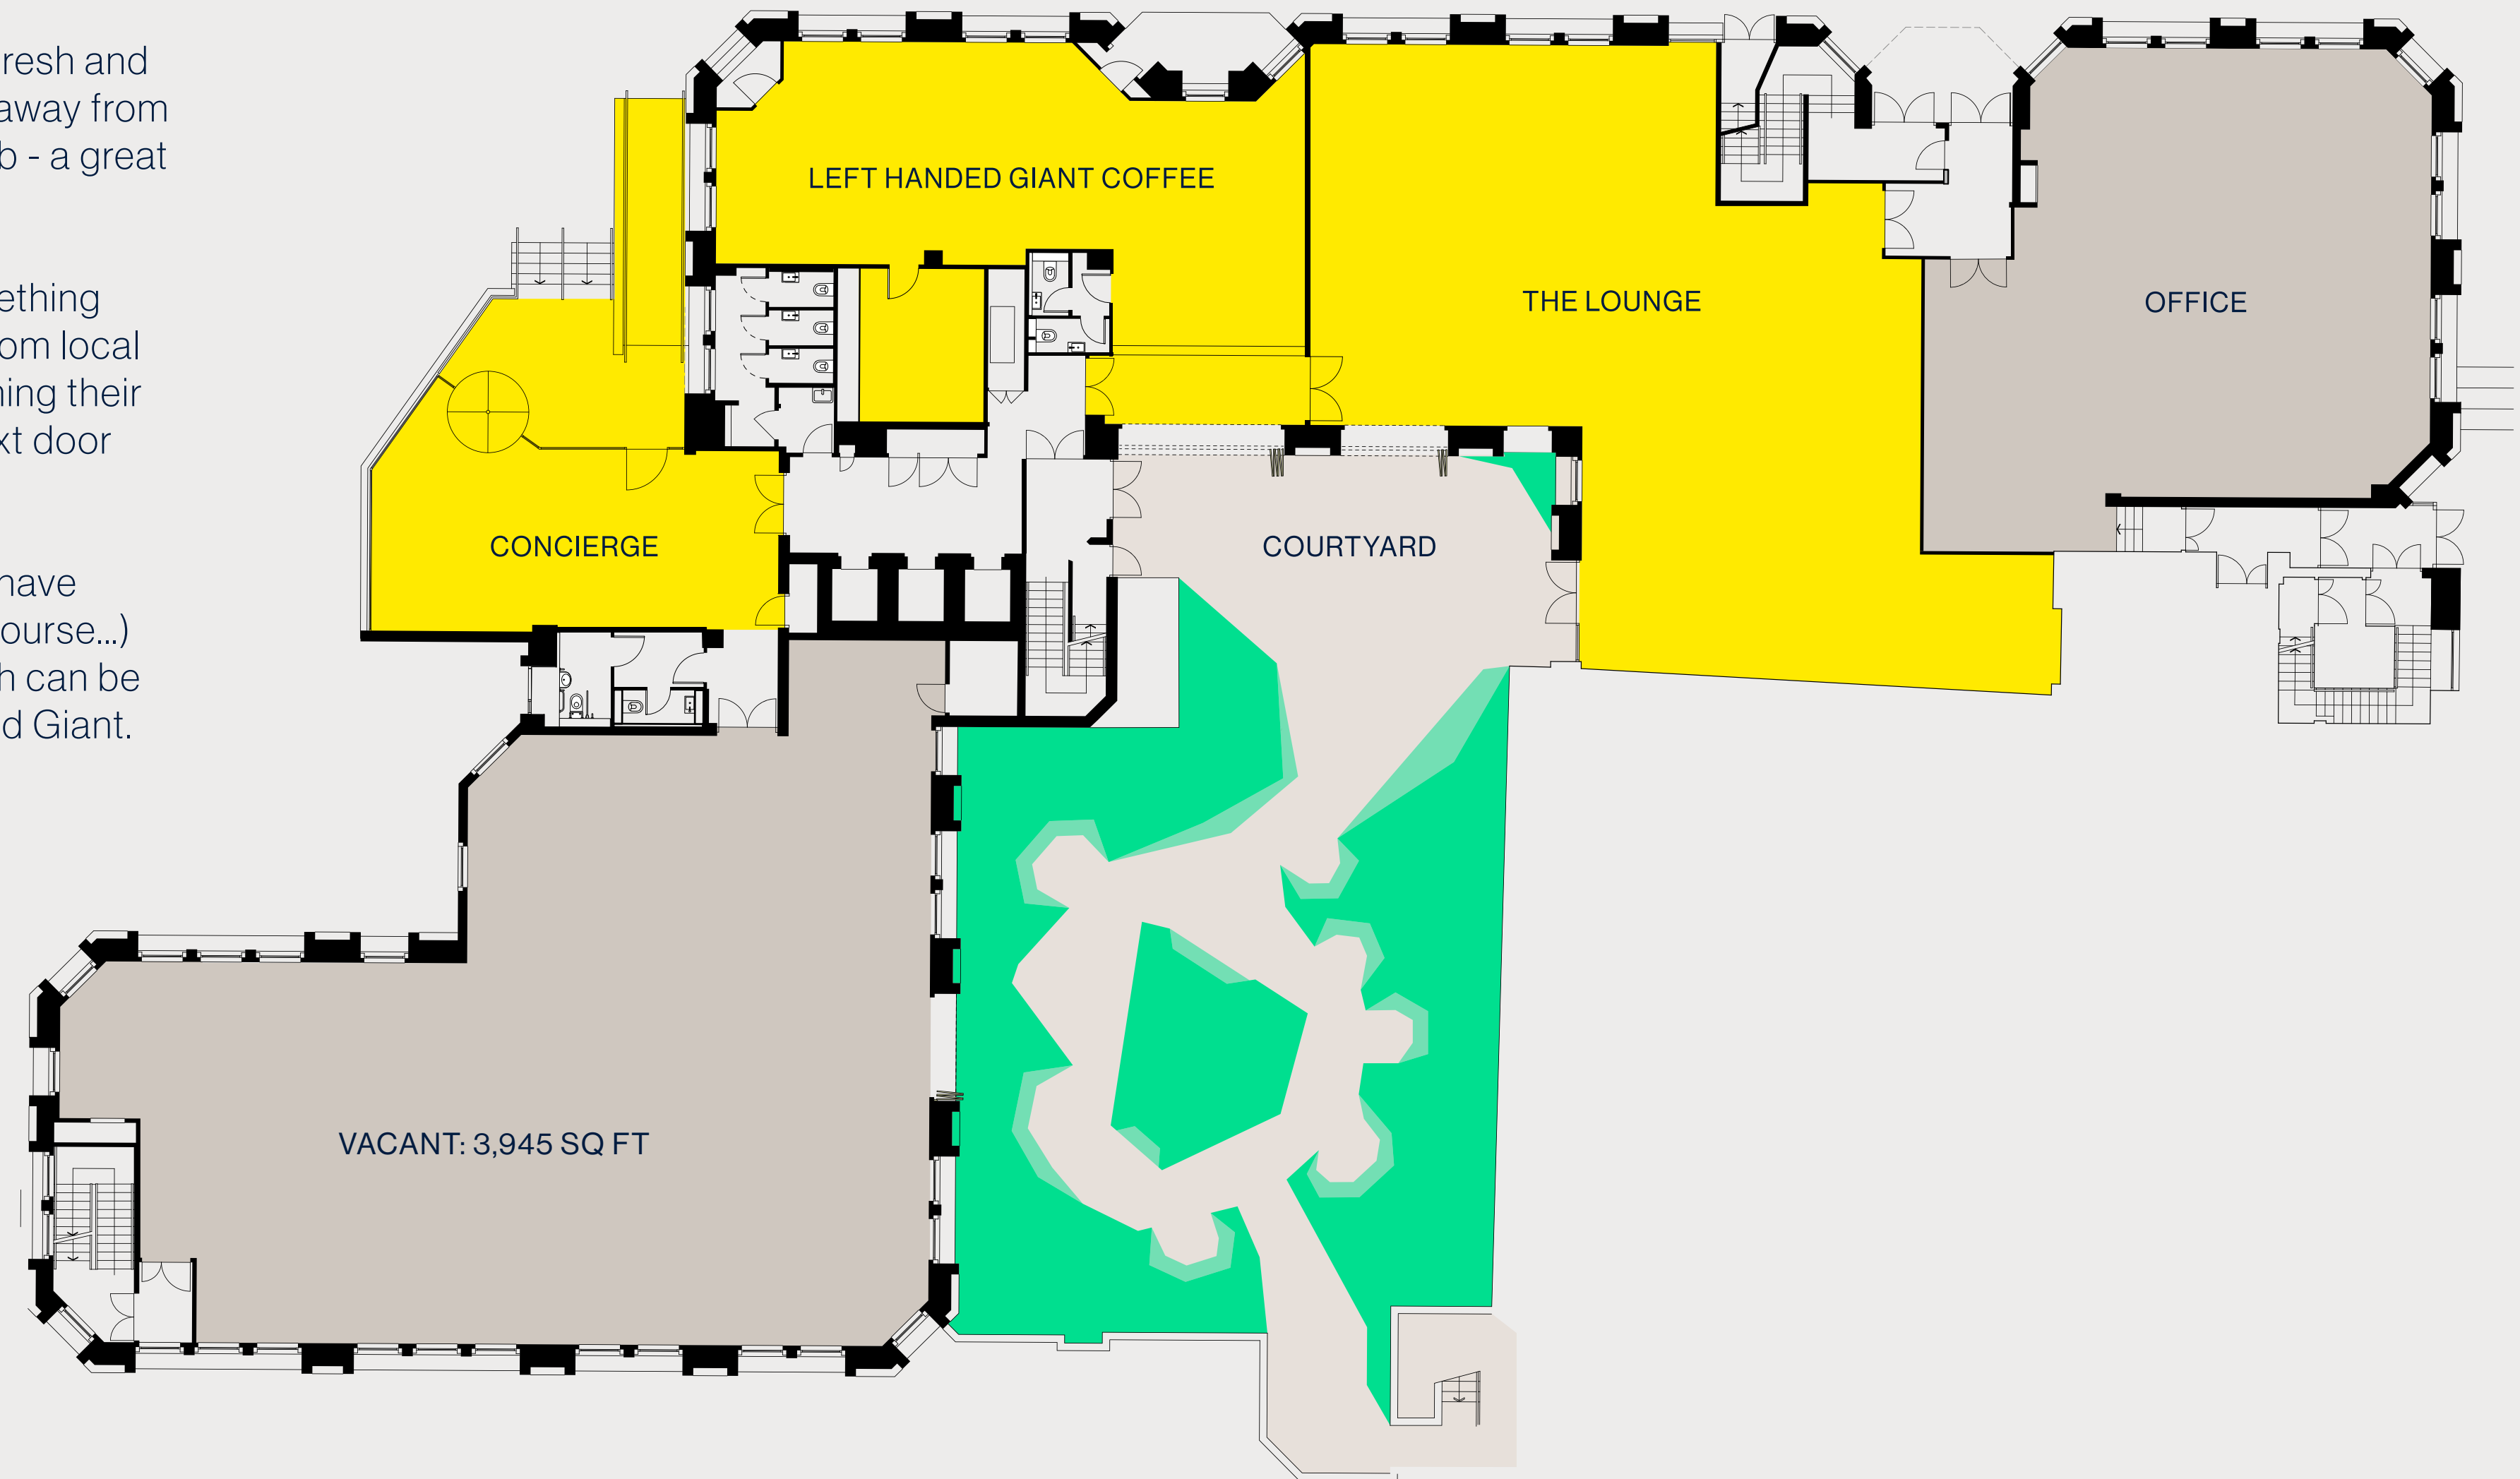 resh and
away from
b - a great
ething
om local
ning their
xt door
have
ourse...)
h can be
d Giant.
LEFT HANDED GIANT COFFEE
THE LOUNGE
OFFICE
CONCIERGE
COURTYARD
VACANT: 3,945 SQ FT